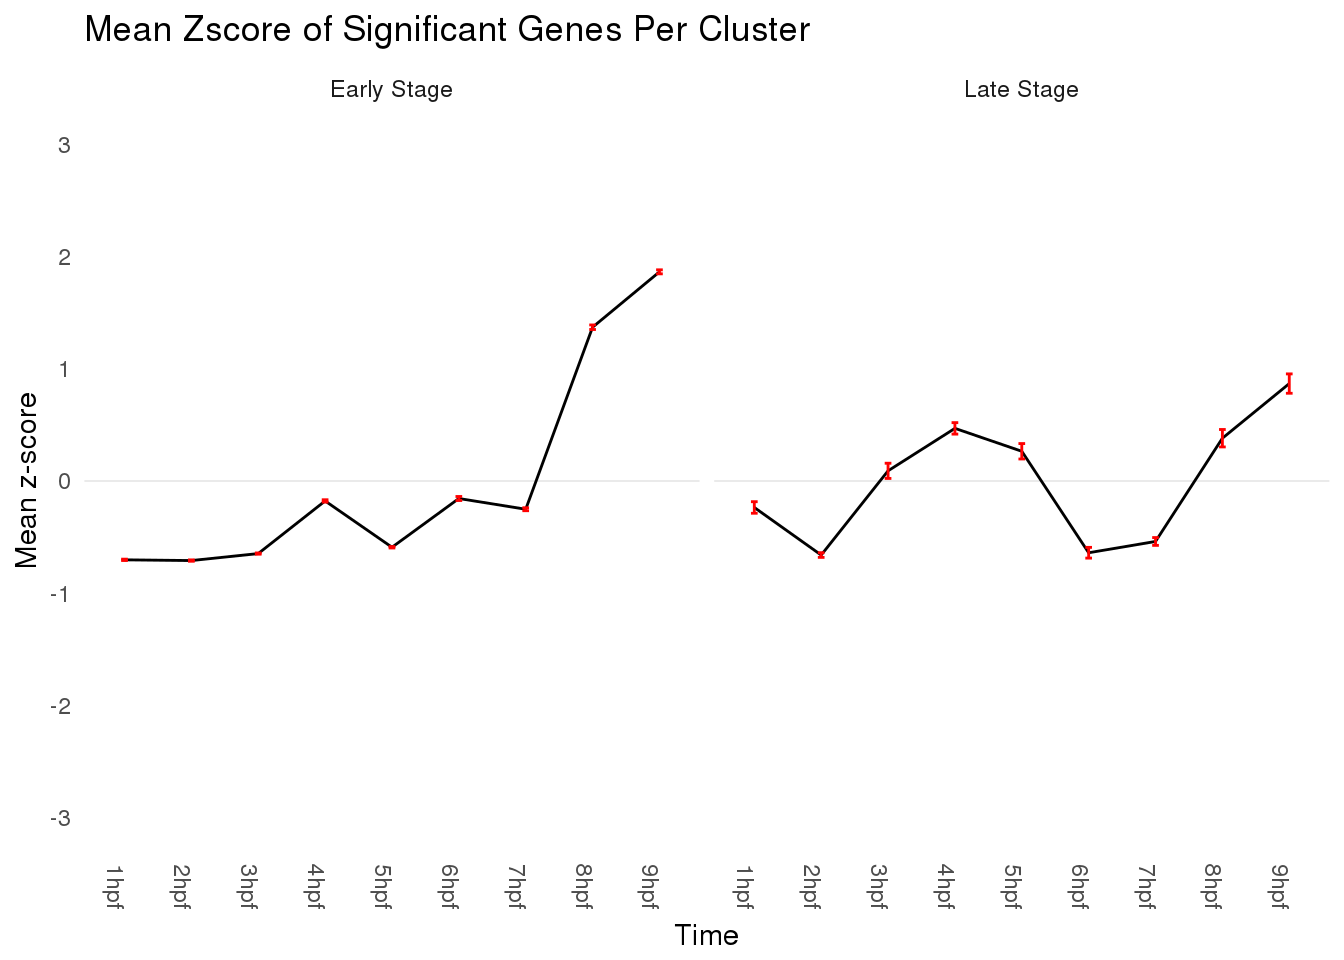 Mean Zscore of Significant Genes Per Cluster
Early Stage
Late Stage
3
2
1
0
-1
-2
-3
Mean z-score
1hpf
2hpf
3hpf
4hpf
5hpf
6hpf
7hpf
8hpf
9hpf
1hpf
2hpf
3hpf
4hpf
5hpf
6hpf
7hpf
8hpf
9hpf
Time